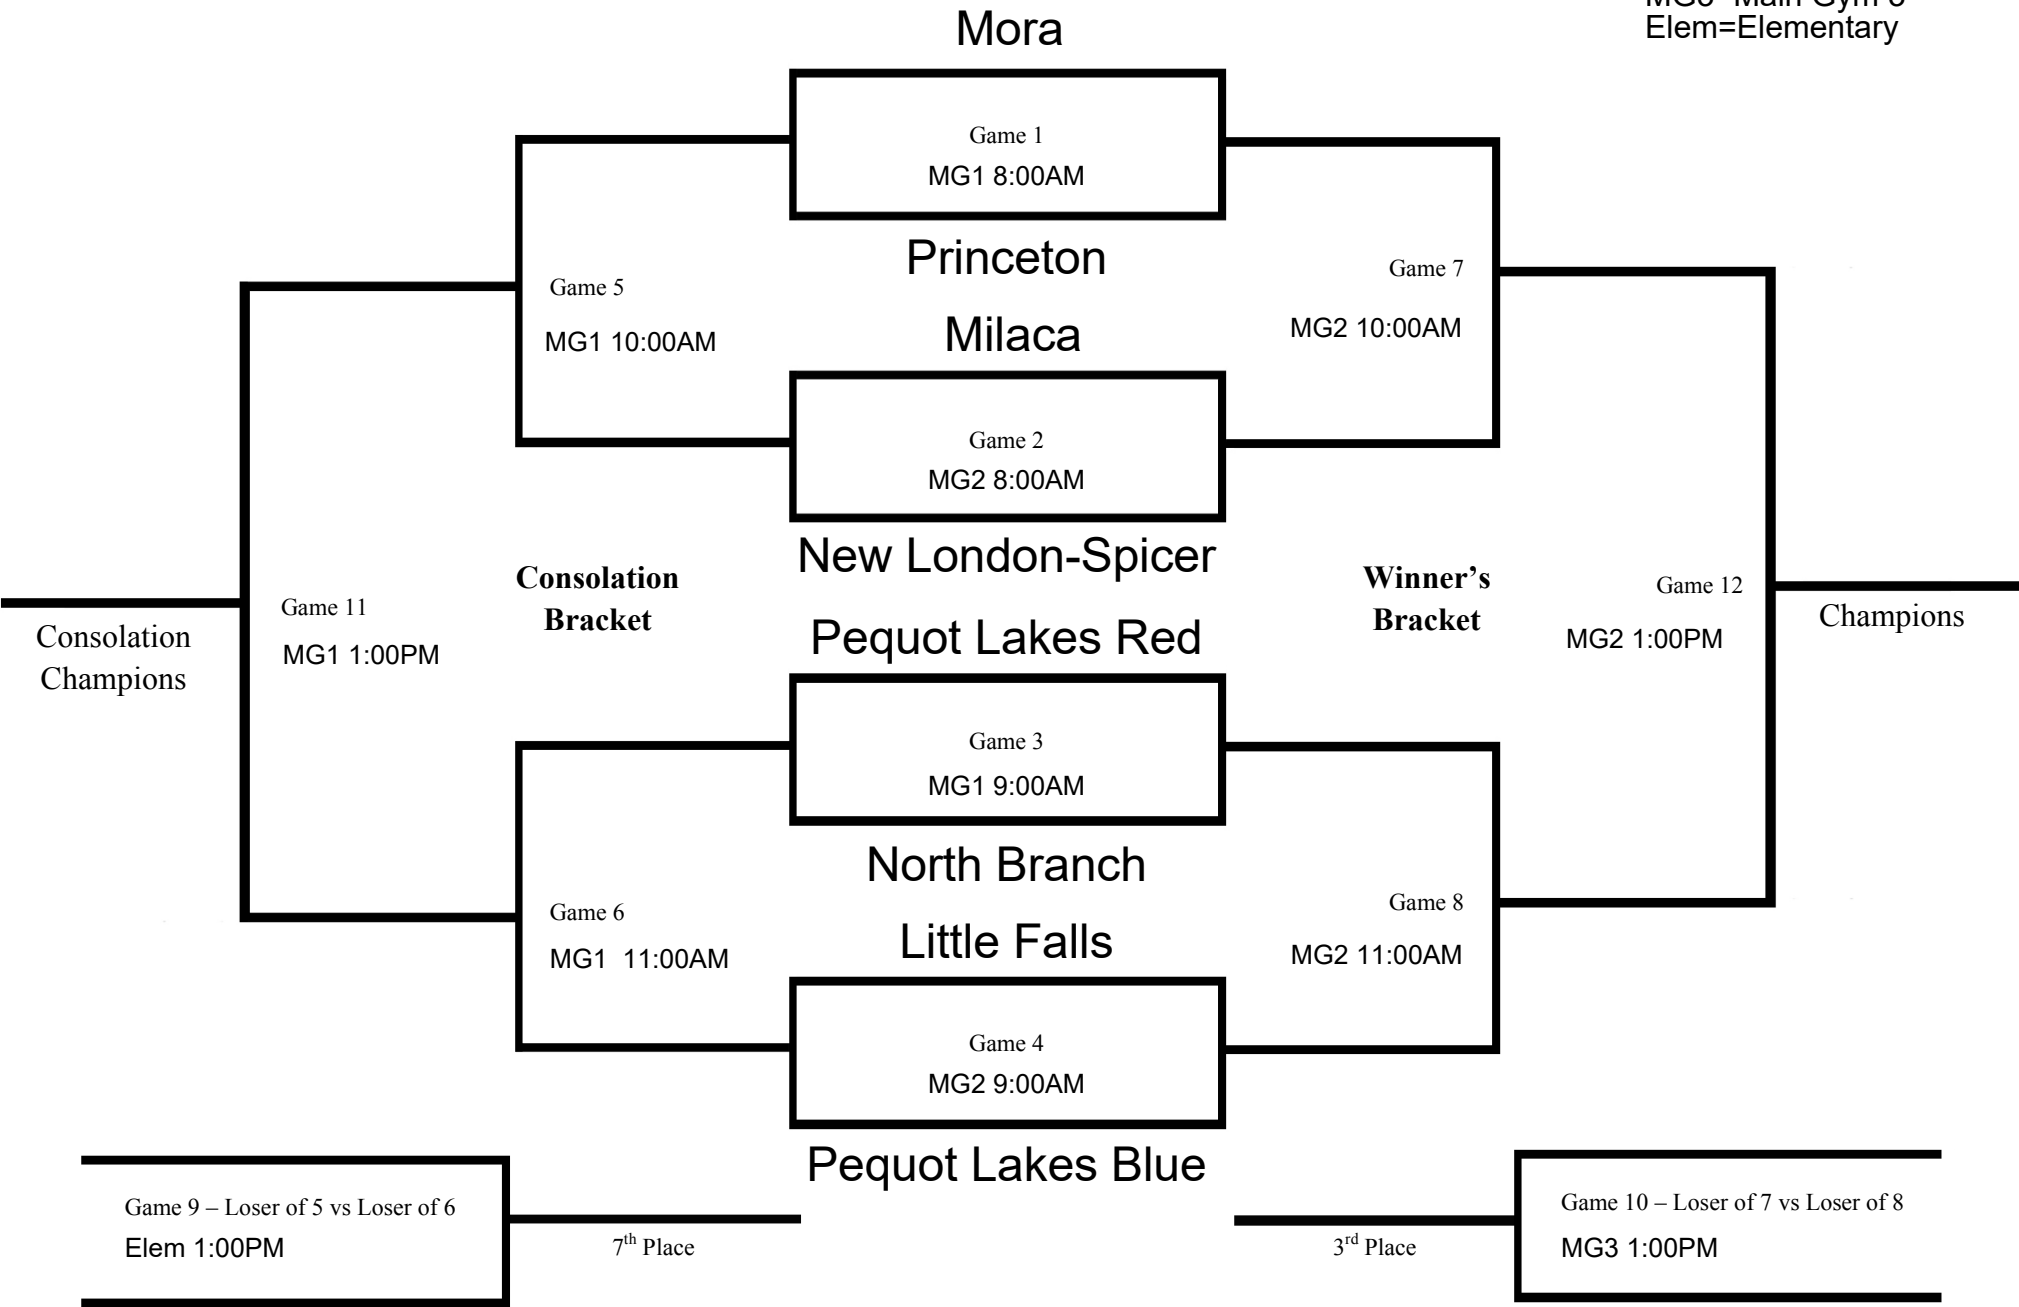 Mora
Elem=Elementary
Game 1
MG1 8:00AM
Princeton
Game 7
MG2 10:00AM
Game 5
MG1 10:00AM
Milaca
Game 2
MG2 8:00AM
New London-Spicer
Consolation
Bracket
Winner’s
Bracket
Game 11
MG1 1:00PM
Consolation
Champions
Game 12
MG2 1:00PM
Champions
Pequot Lakes Red
Game 3
MG1 9:00AM
North Branch
Game 6
MG1  11:00AM
Game 8
MG2 11:00AM
Little Falls
Game 4
MG2 9:00AM
Pequot Lakes Blue
Game 9 – Loser of 5 vs Loser of 6
Elem 1:00PM
7th Place
3rd Place
Game 10 – Loser of 7 vs Loser of 8
MG3 1:00PM